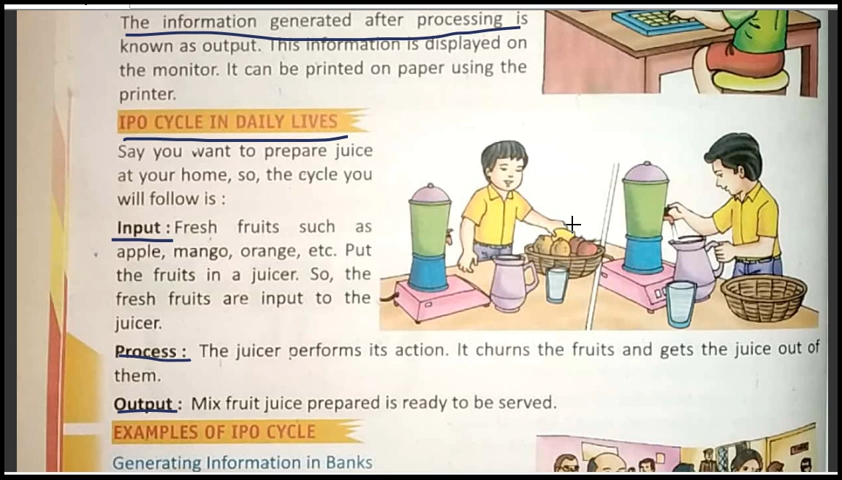 The information generated after processing is
known as output. This information is displayed on
the monitor. It can be printed on paper using the
printer.
IPO CYCLE IN DAILY LIVES
Say you want to prepare juice
at your home, so, the cycle you
will follow is :
Input : Fresh fruits such as
apple, mango, orange, etc. Put
the fruits in a juicer. So, the
fresh fruits are input to the
juicer.
Process : The juicer performs its action. It churns the fruits and gets the juice out of
them.
Output : Mix fruit juice prepared is ready to be served.
EXAMPLES OF IPO CYCLE
Generating Information in Banks